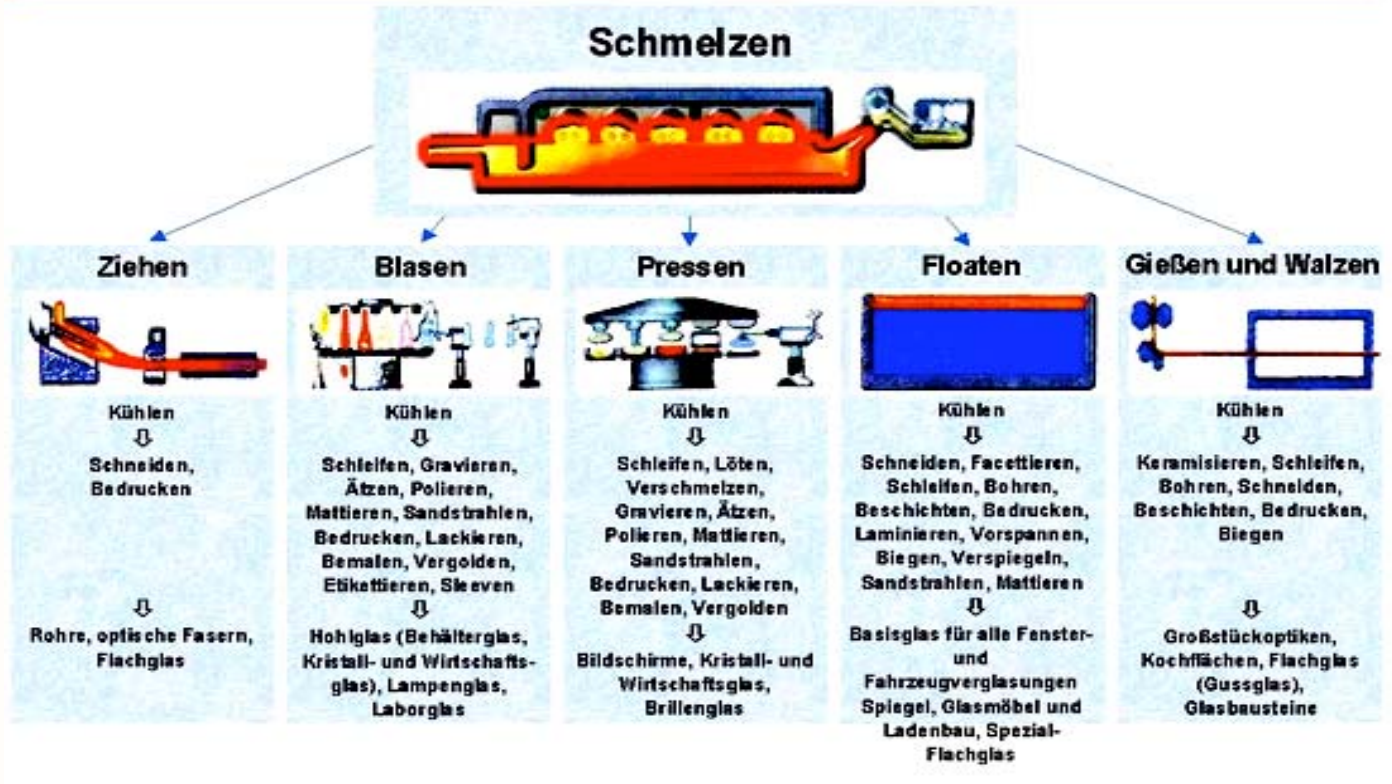 Schmelzen
Ziehen
Kühlen
Schneiden,
Bedrucken
Rohre, optische Fasern,
Flachglas
Blasen
Kühlen
Schleifen, Gravieren,
Ätzen, Polieren,
Mattieren, Sandstrahlen,
Bedrucken, Lackieren,
Bemalen, Vergolden,
Etikettieren, Sleeven
Hohlglas (Behälterglas,
Kristall- und Wirtschafts-
glas), Lampenglas,
Laborglas
Pressen
Kühlen
Schleifen, Löten,
Verschmelzen,
Gravieren, Ätzen,
Polieren, Mattieren,
Sandstrahlen,
Bedrucken, Lackieren,
Bemalen, Vergolden
Bildschirme, Kristall- und
Wirtschaftsglas,
Brillenglas
Floaten
Kühlen
Schneiden, Facettieren,
Schleifen, Bohren,
Beschichten, Bedrucken,
Laminieren, Vorspannen,
Biegen, Verspiegeln,
Sandstrahlen, Mattieren
Basisglas für alle Fenster-
und
Fahrzeugverglasungen
Spiegel, Glasmöbel und
Ladenbau, Spezial-
Flachglas
Gießen und Walzen
Kühlen
Keramisieren, Schleifen,
Bohren, Schneiden,
Beschichten, Bedrucken,
Biegen
Großstückoptiken,
Kochflächen, Flachglas
(Gussglas),
Glasbausteine